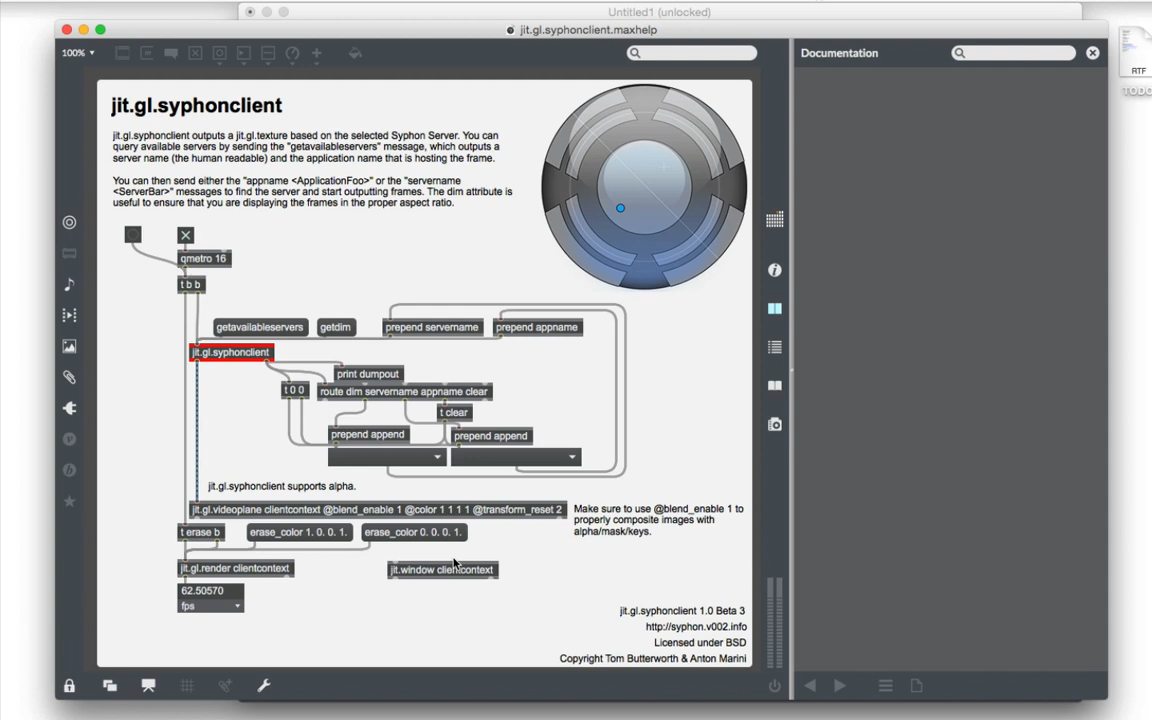 Untitled1 (unlocked)
jit.gl.syphonclient.maxhelp
100%
Documentation
RTF
jit.gl.syphonclient
jit.gl.syphonclient outputs a jit.gl.texture based on the selected Syphon Server. You can
query available servers by sending the "getavailableservers" message, which outputs a
server name (the human readable) and the application name that is hosting the frame.
You can then send either the "appname <ApplicationFoo>" or the "servername
<ServerBar>" messages to find the server and start outputting frames. The dim attribute is
useful to ensure that you are displaying the frames in the proper aspect ratio.
qmetro 16
t b b
getavailableservers
getdim
prepend servername
prepend appname
jit.gl.syphonclient
print dumpout
t 0 0
route dim servername appname clear
t clear
prepend append
prepend append
jit.gl.syphonclient supports alpha.
jit.gl.videoplane clientcontext @blend_enable 1 @color 1 1 1 1 @transform_reset 2
Make sure to use @blend_enable 1 to
properly composite images with
alpha/mask/keys.
t erase b
erase_color 1. 0. 0. 1.
erase_color 0. 0. 0. 1.
jit.gl.render clientcontext
jit.window clientcontext
62.50570
fps
jit.gl.syphonclient 1.0 Beta 3
http://syphon.v002.info
Licensed under BSD
Copyright Tom Butterworth & Anton Marini